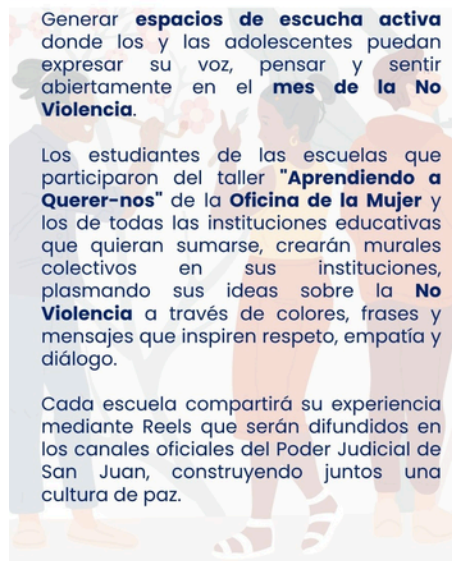 Generar espacios de escucha activa
donde los y las adolescentes puedan
expresar su voz, pensar y sentir
abiertamente en el mes de la No
Violencia.
Los estudiantes de las escuelas que
participaron del taller "Aprendiendo a
Querer-nos" de la Oficina de la Mujer y
los de todas las instituciones educativas
que quieran sumarse, crearán murales
colectivos en sus instituciones,
plasmando sus ideas sobre la No
Violencia a través de colores, frases y
mensajes que inspiren respeto, empatía y
diálogo.
Cada escuela compartirá su experiencia
mediante Reels que serán difundidos en
los canales oficiales del Poder Judicial de
San Juan, construyendo juntos una
cultura de paz.